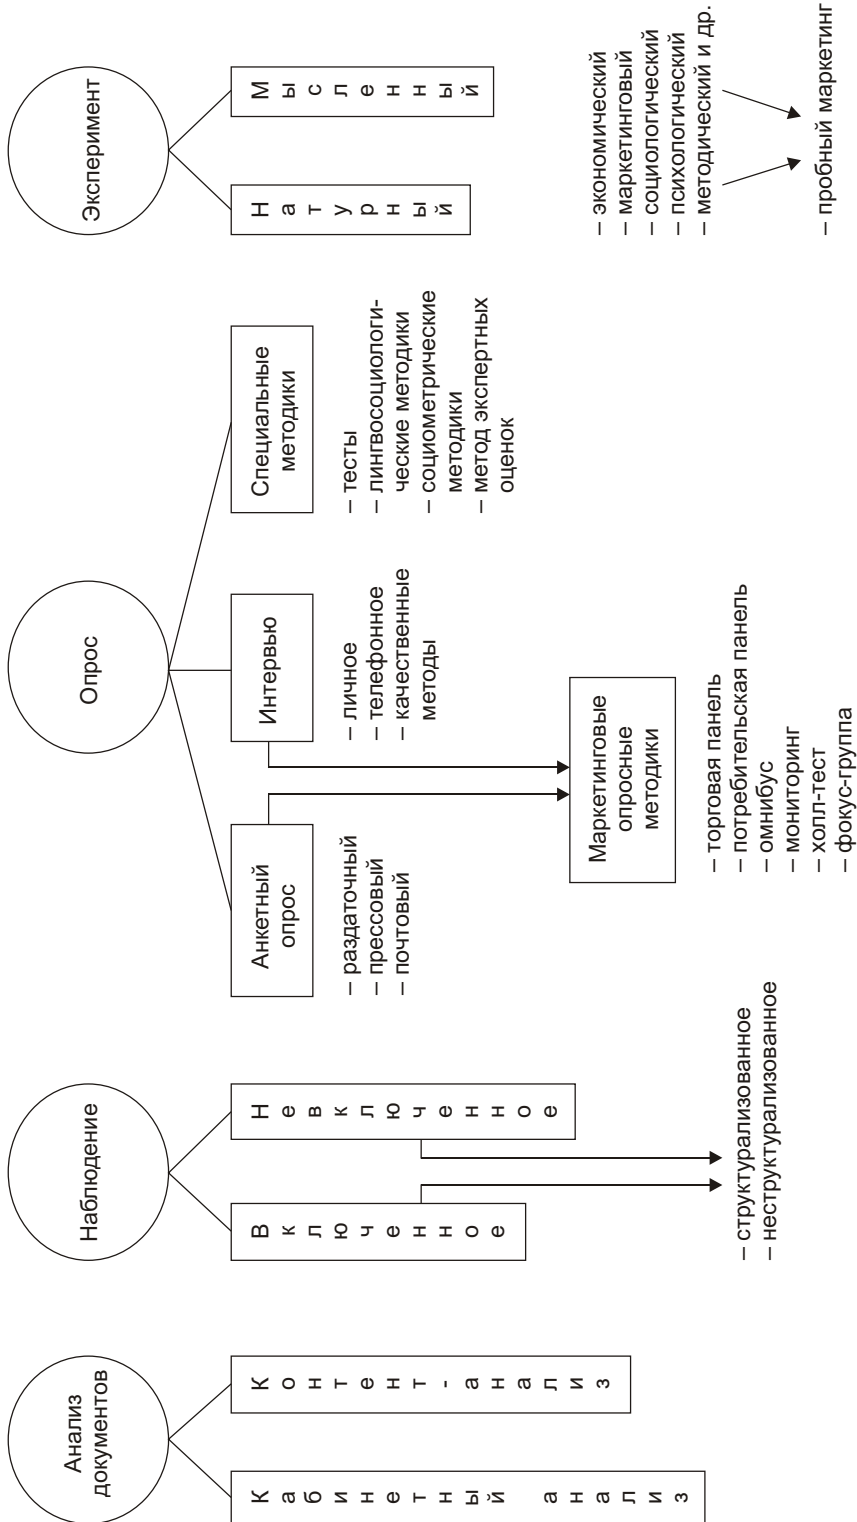 Анализ
документов
Кабинетный анализ
Контент-анализ
Наблюдение
Включенное
Невключенное
– структурализованное
– неструктурализованное
Опрос
Анкетный
опрос
– раздаточный
– прессовый
– почтовый
Интервью
– личное
– телефонное
– качественные
методы
Специальные
методики
– тесты
– лингвосоциологи-
ческие методики
– социометрические
методики
– метод экспертных
оценок
Маркетинговые
опросные
методики
– торговая панель
– потребительская панель
– омнибус
– мониторинг
– холл-тест
– фокус-группа
Эксперимент
Натурный
Мысленный
– экономический
– маркетинговый
– социологический
– психологический
– методический и др.
– пробный маркетинг